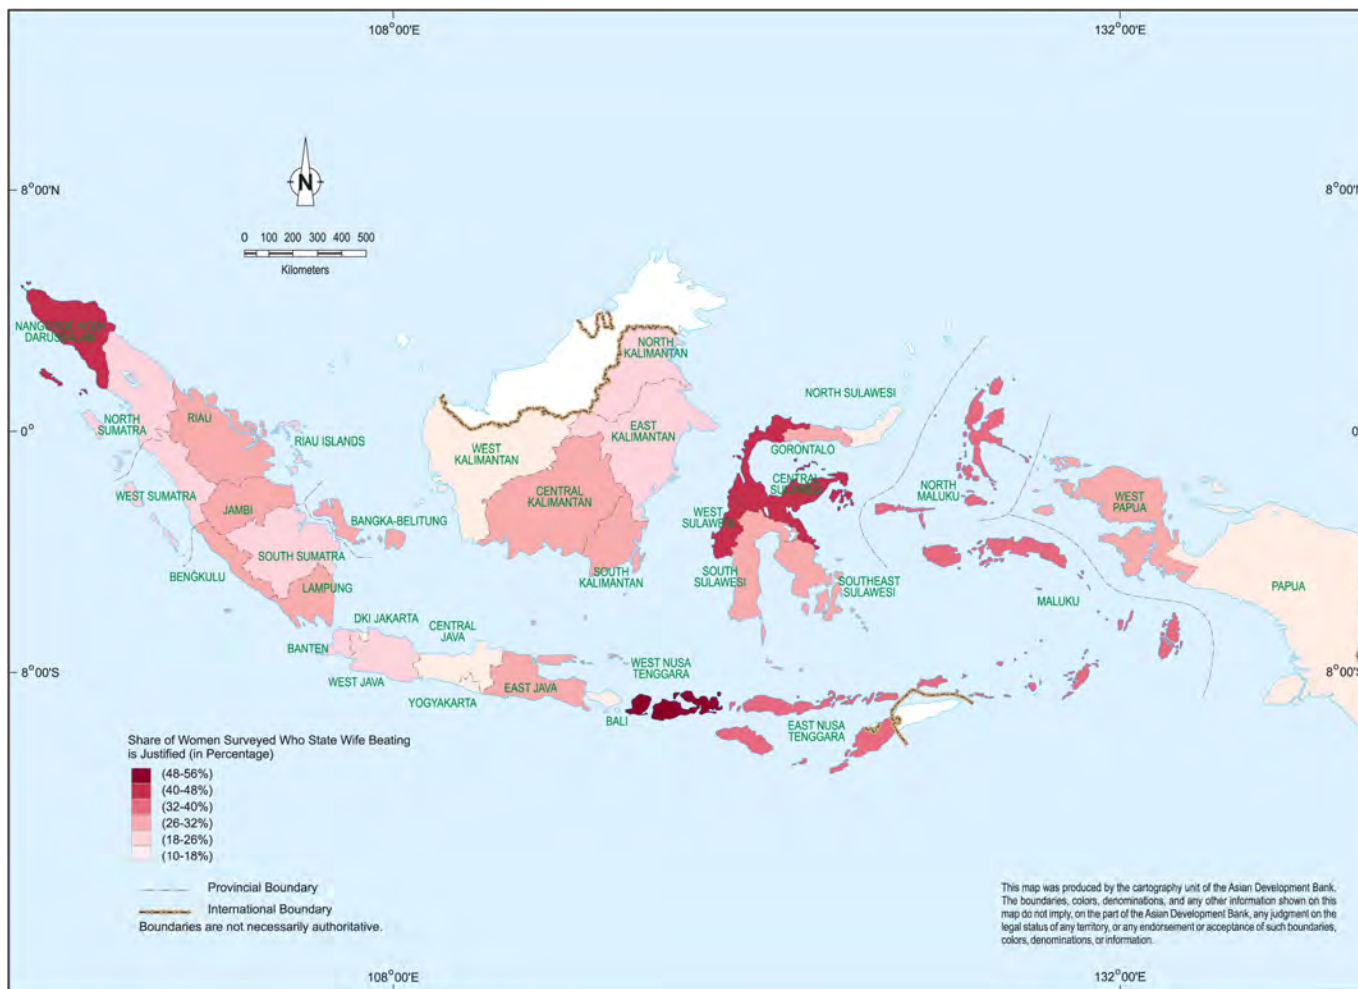 108°00'E
132°00'E
8°00'N
8°00'N
N
0 100 200 300 400 500
Kilometers
NANGGROE ACEH
DARUSSALAM
NORTH
KALIMANTAN
NORTH SULAWESI
NORTH
SUMATRA
RIAU
RIAU ISLANDS
0°
EAST
KALIMANTAN
WEST
KALIMANTAN
GORONTALO
CENTRAL
SULAWESI
NORTH
MALUKU
WEST
PAPUA
WEST SUMATRA
JAMBI
CENTRAL
KALIMANTAN
BANGKA-BELITUNG
WEST
SULAWESI
SOUTH SUMATRA
BENGKULU
LAMPUNG
SOUTH
KALIMANTAN
SOUTH
SULAWESI
SOUTHEAST
SULAWESI
PAPUA
MALUKU
DKI JAKARTA
CENTRAL
JAVA
BANTEN
8°00'S
8°00'S
WEST NUSA
TENGGARA
WEST JAVA
EAST JAVA
YOGYAKARTA
BALI
EAST NUSA
TENGGARA
Share of Women Surveyed Who State Wife Beating
is Justified (in Percentage)
(48-56%)
(40-48%)
(32-40%)
(26-32%)
(18-26%)
(10-18%)
Provincial Boundary
International Boundary
Boundaries are not necessarily authoritative.
This map was produced by the cartography unit of the Asian Development Bank.
The boundaries, colors, denominations, and any other information shown on this
map do not imply, on the part of the Asian Development Bank, any judgment on the
legal status of any territory, or any endorsement or acceptance of such boundaries,
colors, denominations, or information.
108°00'E
132°00'E